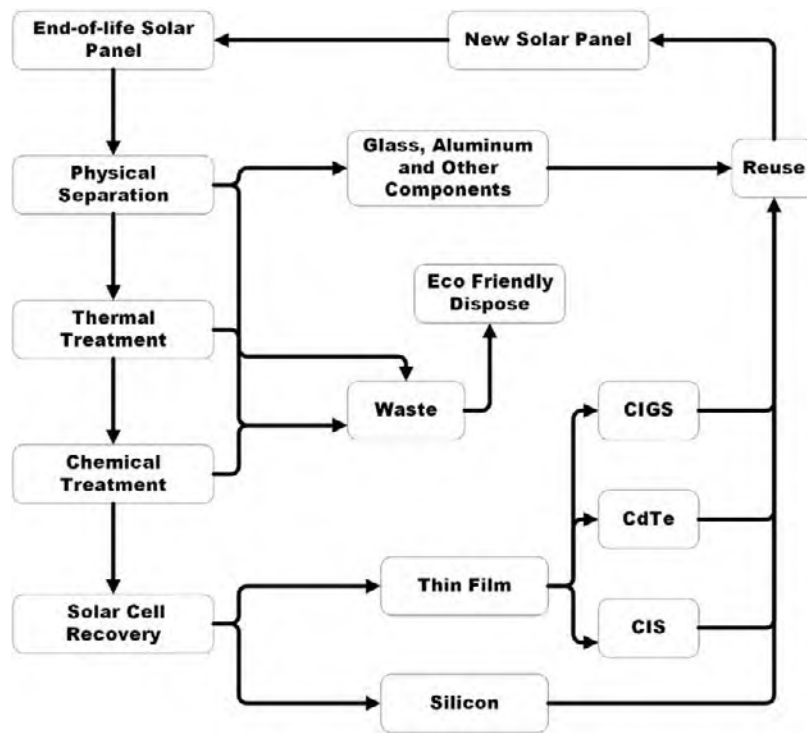 End-of-life Solar
Panel
New Solar Panel
Physical
Separation
Glass, Aluminum
and Other
Components
Reuse
Eco Friendly
Dispose
Thermal
Treatment
Waste
CIGS
Chemical
Treatment
CdTe
Thin Film
Solar Cell
Recovery
CIS
Silicon